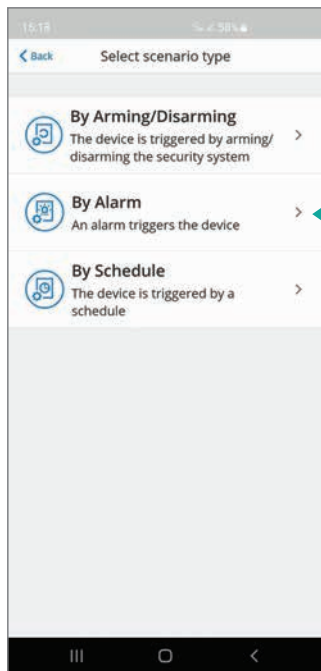 15:18 58%
Back Select scenario type
By Arming/Disarming
The device is triggered by arming/
disarming the security system
By Alarm
An alarm triggers the device
By Schedule
The device is triggered by a
schedule